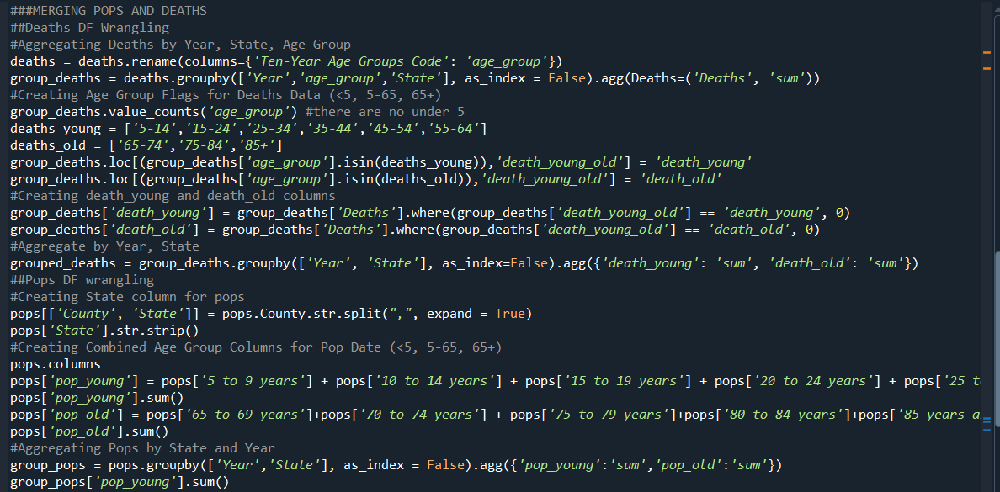 ###MERGING POPS AND DEATHS
##Deaths DF Wrangling
#Aggregating Deaths by Year, State, Age Group
deaths = deaths.rename(columns={'Ten-Year Age Groups Code': 'age_group'})
group_deaths = deaths.groupby(['Year','age_group','State'], as_index = False).agg(Deaths=('Deaths', 'sum'))
#Creating Age Group Flags for Deaths Data (<5, 5-65, 65+)
group_deaths.value_counts('age_group') #there are no under 5
deaths_young = ['5-14','15-24','25-34','35-44','45-54','55-64']
deaths_old = ['65-74','75-84','85+']
group_deaths.loc[(group_deaths['age_group'].isin(deaths_young)),'death_young_old'] = 'death_young'
group_deaths.loc[(group_deaths['age_group'].isin(deaths_old)),'death_young_old'] = 'death_old'
#Creating death_young and death_old columns
group_deaths['death_young'] = group_deaths['Deaths'].where(group_deaths['death_young_old'] == 'death_young', 0)
group_deaths['death_old'] = group_deaths['Deaths'].where(group_deaths['death_young_old'] == 'death_old', 0)
#Aggregate by Year, State
grouped_deaths = group_deaths.groupby(['Year', 'State'], as_index=False).agg({'death_young': 'sum', 'death_old': 'sum'})
##Pops DF wrangling
#Creating State column for pops
pops[['County', 'State']] = pops.County.str.split(",", expand = True)
pops['State'].str.strip()
#Creating Combined Age Group Columns for Pop Date (<5, 5-65, 65+)
pops.columns
pops['pop_young'] = pops['5 to 9 years'] + pops['10 to 14 years'] + pops['15 to 19 years'] + pops['20 to 24 years'] + pops['25 t
pops['pop_young'].sum()
pops['pop_old'] = pops['65 to 69 years']+pops['70 to 74 years'] + pops['75 to 79 years']+pops['80 to 84 years']+pops['85 years a
pops['pop_old'].sum()
#Aggregating Pops by State and Year
group_pops = pops.groupby(['Year','State'], as_index = False).agg({'pop_young':'sum','pop_old':'sum'})
group_pops['pop_young'].sum()